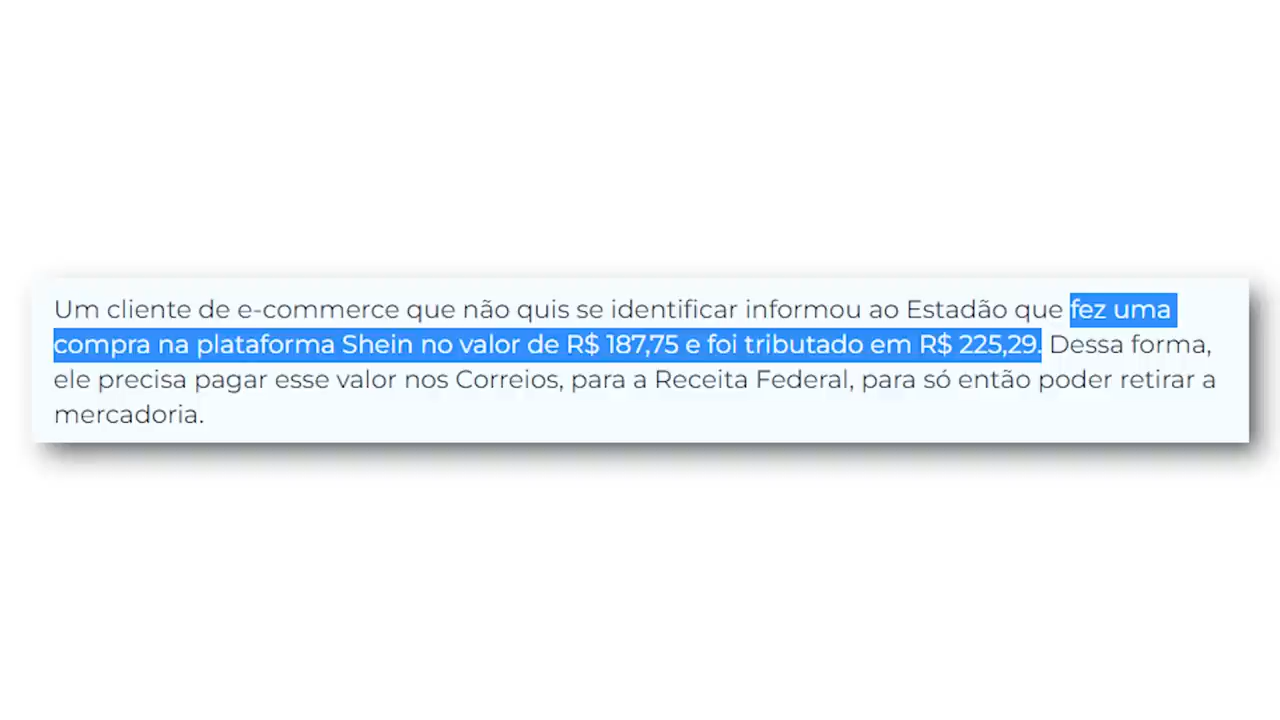 Um cliente de e-commerce que não quis se identificar informou ao Estadão que fez uma
compra na plataforma Shein no valor de R$ 187,75 e foi tributado em R$ 225,29. Dessa forma,
ele precisa pagar esse valor nos Correios, para a Receita Federal, para só então poder retirar a
mercadoria.